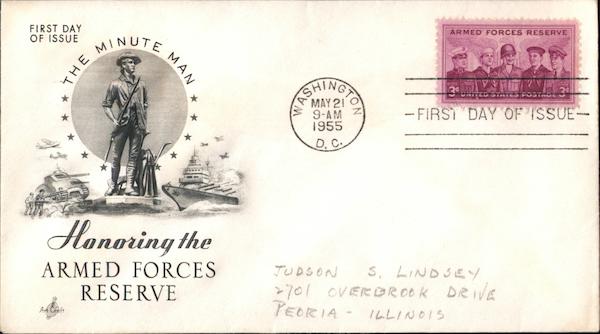 FIRST DAY
OF ISSUE
THE MINUTE MAN
Honoring the
ARMED FORCES
RESERVE
ArtCraft
WASHINGTON
MAY 21
9-AM
1955
D. C.
ARMED FORCES RESERVE
3¢ UNITED STATES POSTAGE 3¢
FIRST DAY OF ISSUE
JUDSON S. LINDSEY
2701 OVERBROOK DRIVE
PEORIA - ILLINOIS